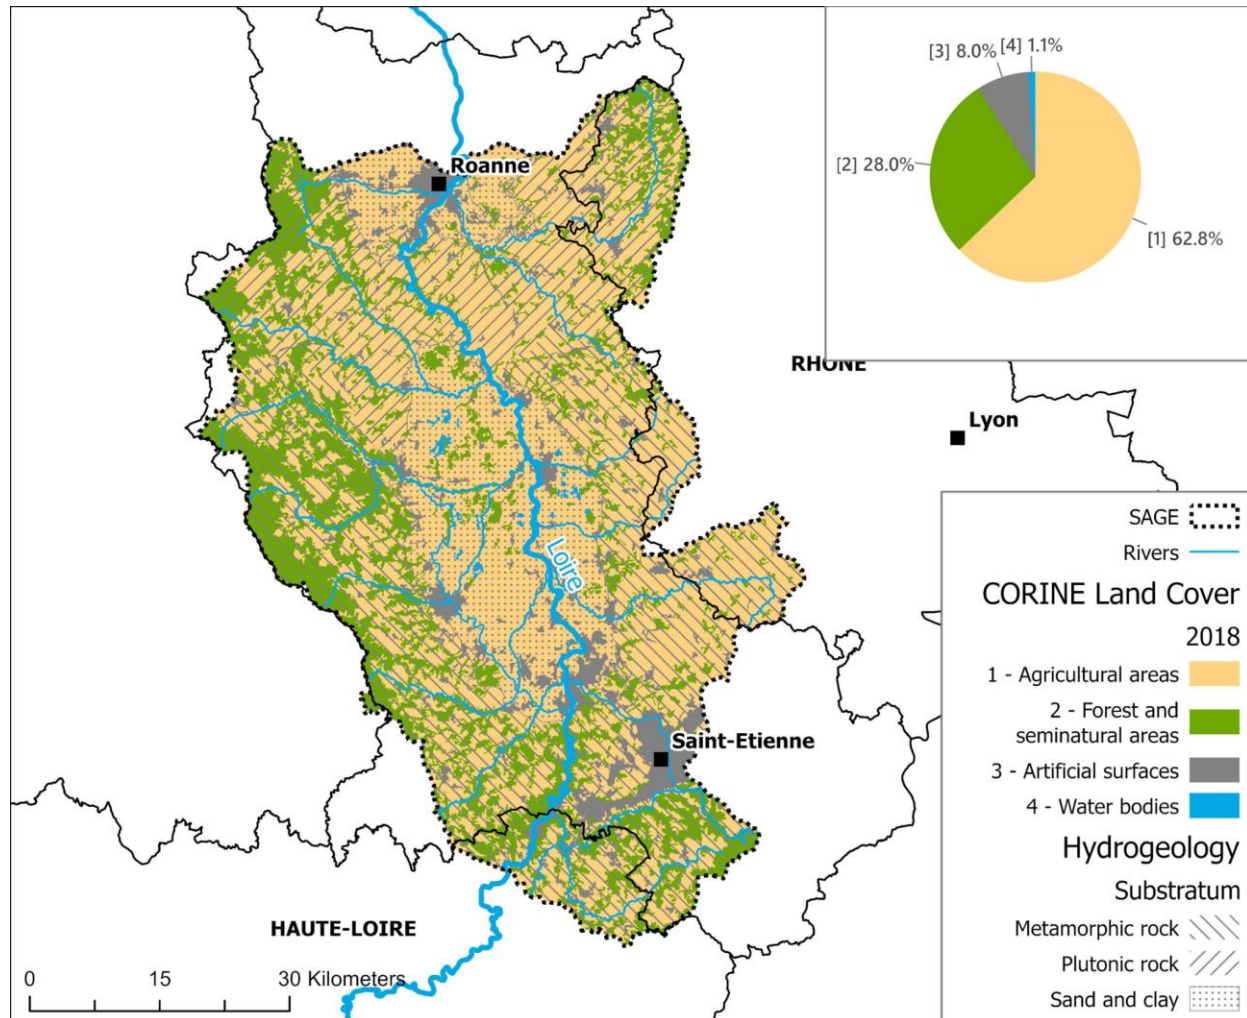 [3] 8.0%
[4] 1.1%
[2] 28.0%
[1] 62.8%
Roanne
RHONE
Lyon
Loire
Saint-Etienne
HAUTE-LOIRE
0 15 30 Kilometers
SAGE
Rivers
CORINE Land Cover
2018
1 - Agricultural areas
2 - Forest and
seminatural areas
3 - Artificial surfaces
4 - Water bodies
Hydrogeology
Substratum
Metamorphic rock
Plutonic rock
Sand and clay